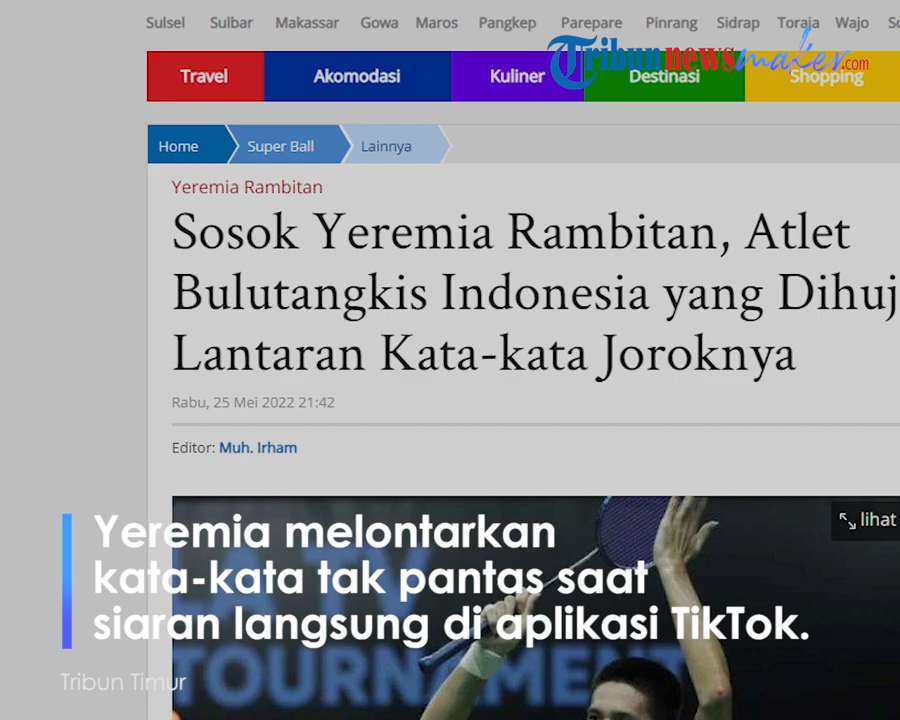 Sulsel Sulbar Makassar Gowa Maros Pangkep Parepare Pinrang Sidrap Toraja Wajo
Tribunnewsmaker.com
Travel Akomodasi Kuliner Destinasi Shopping
Home Super Ball Lainnya
Yeremia Rambitan
Sosok Yeremia Rambitan, Atlet
Bulutangkis Indonesia yang Dihuj
Lantaran Kata-kata Joroknya
Rabu, 25 Mei 2022 21:42
Editor: Muh. Irham
lihat
Yeremia melontarkan
kata-kata tak pantas saat
siaran langsung di aplikasi TikTok.
TOURNAMENT
Tribun Timur